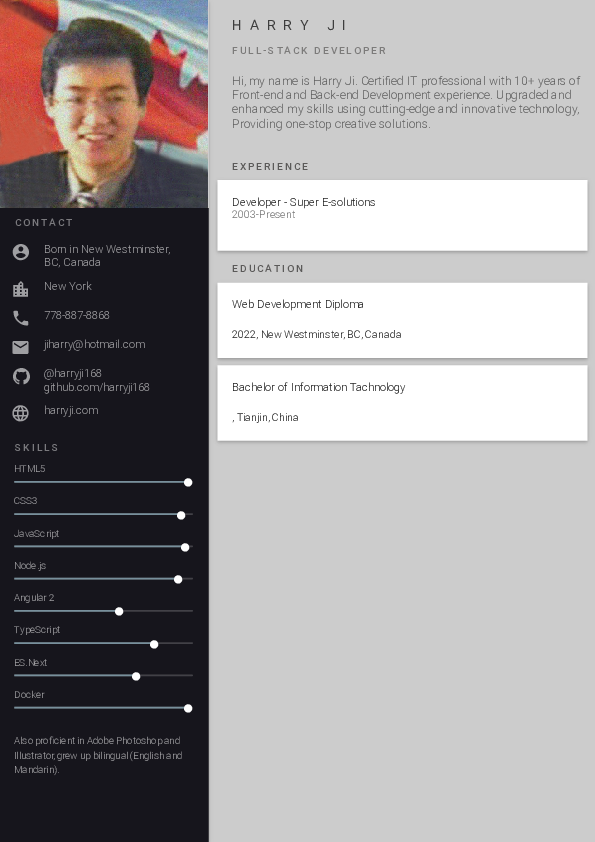 HARRY JI
FULL-STACK DEVELOPER
Hi, my name is Harry Ji. Certified IT professional with 10+ years of
Front-end and Back-end Development experience. Upgraded and
enhanced my skills using cutting-edge and innovative technology,
Providing one-stop creative solutions.
EXPERIENCE
Developer - Super E-solutions
2003-Present
EDUCATION
Web Development Diploma
2022, New Westminster, BC, Canada
Bachelor of Information Tachnology
, Tianjin, China
CONTACT
Born in New Westminster,
BC, Canada
New York
778-887-8868
jiharry@hotmail.com
@harryji168
github.com/harryji168
harryji.com
SKILLS
HTML5
CSS3
JavaScript
Node.js
Angular 2
TypeScript
ES.Next
Docker
Also proficient in Adobe Photoshop and
Illustrator, grew up bilingual (English and
Mandarin).